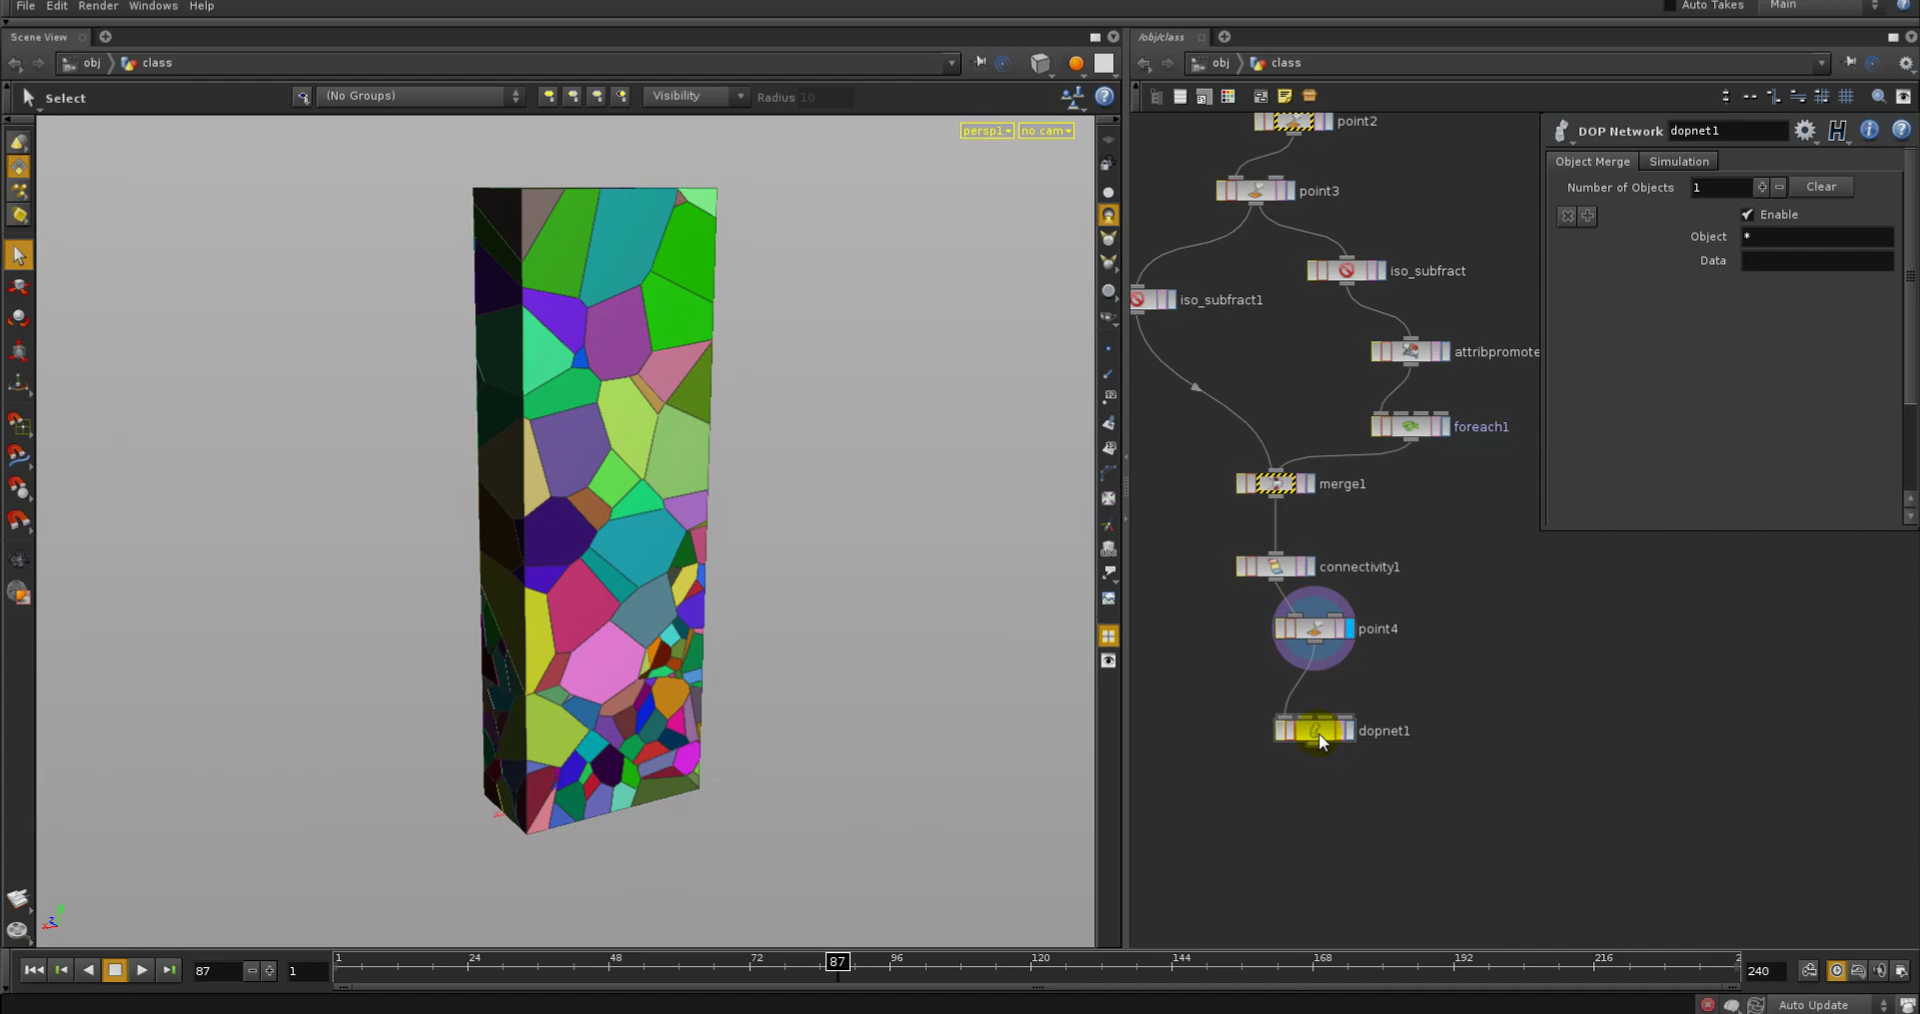 File Edit Render Windows Help
Auto Takes Main
Scene View
/obj/class
obj class
obj class
Select
(No Groups)
Visibility
Radius 10
persp1 no cam
point2
point3
iso_subfract
iso_subfract1
attribpromote
foreach1
merge1
connectivity1
point4
dopnet1
DOP Network dopnet1
Object Merge Simulation
Number of Objects 1 Clear
Enable
Object *
Data
z y x
87 1
1 24 48 72 87 96 120 144 168 192 216 2
240
Auto Update